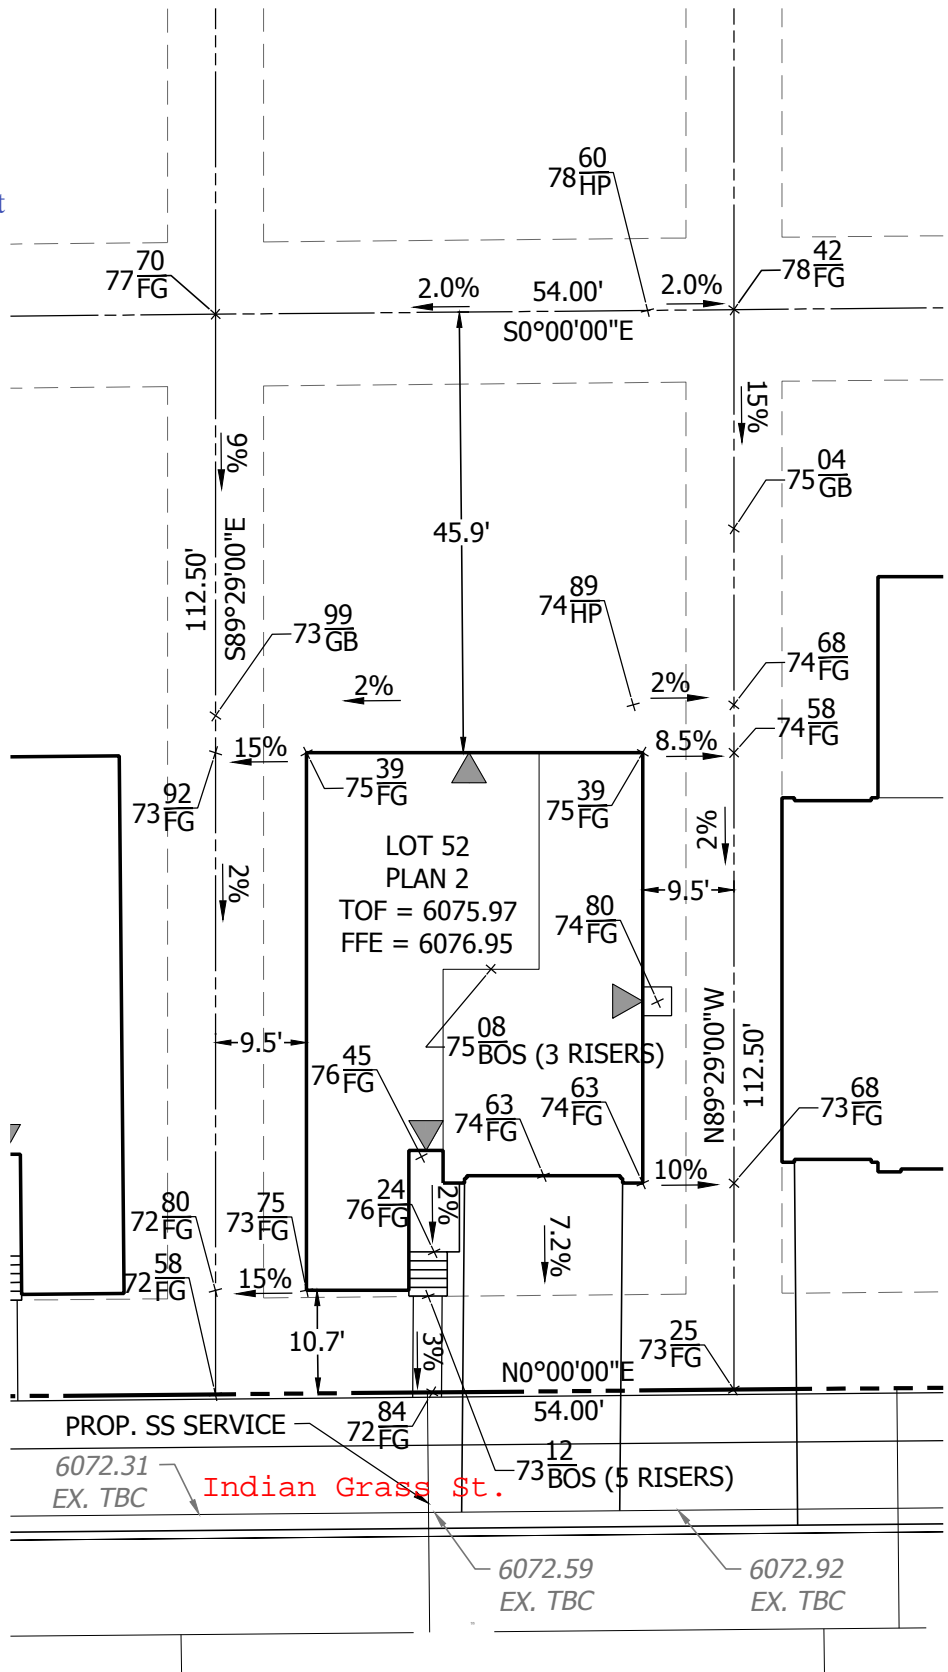 t
60
78 HP
70
77 FG
42
78 FG
2.0%
54.00'
2.0%
S0°00'00"E
15%
9%
04
75 GB
45.9'
112.50'
S89°29'00"E
99
73 GB
89
74 HP
68
74 FG
2%
2%
15%
8.5%
58
74 FG
39
75 FG
39
75 FG
92
73 FG
2%
LOT 52
PLAN 2
TOF = 6075.97
FFE = 6076.95
2%
9.5'
80
74 FG
9.5'
08
75 BOS (3 RISERS)
45
76 FG
N89°29'00"W
112.50'
63
74 FG
63
74 FG
68
73 FG
10%
80
72 FG
75
73 FG
24
76 FG
2%
7.2%
58
72 FG
15%
10.7'
3%
25
73 FG
N0°00'00"E
54.00'
84
72 FG
PROP. SS SERVICE
12
73 BOS (5 RISERS)
6072.31
EX. TBC
Indian Grass St.
6072.59
EX. TBC
6072.92
EX. TBC